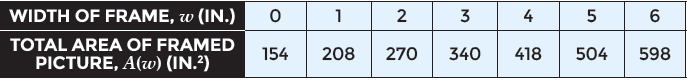 WIDTH OF FRAME, w (IN.) 0 1 2 3 4 5 6
TOTAL AREA OF FRAMED
PICTURE, A(w) (IN.²) 154 208 270 340 418 504 598